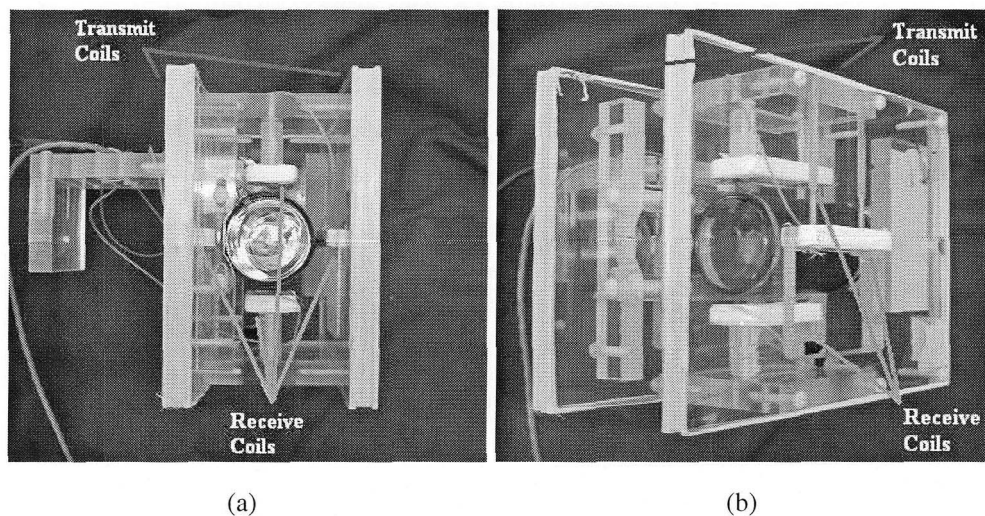 Transmit
Coils
Receive
Coils
Transmit
Coils
Receive
Coils
(a)
(b)